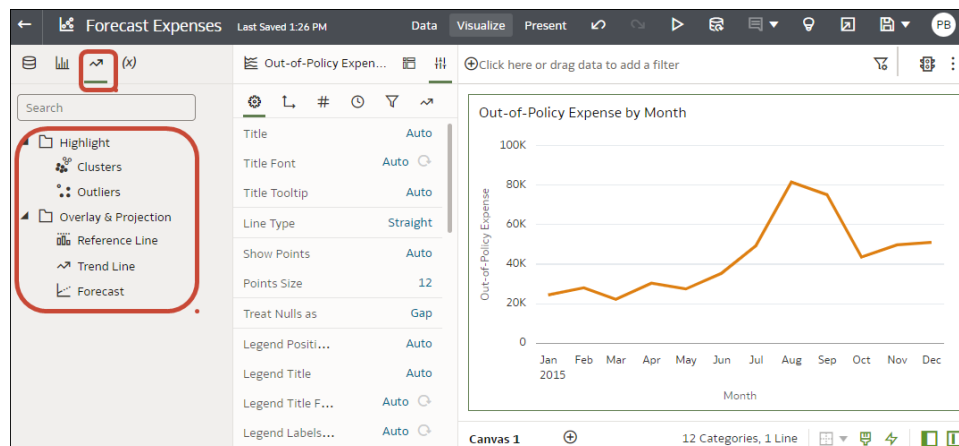 Forecast Expenses Last Saved 1:26 PM Data Visualize Present PB
(x) Out-of-Policy Expen... Click here or drag data to add a filter
Search
Highlight
Clusters
Outliers
Overlay & Projection
Reference Line
Trend Line
Forecast
#
Title Auto
Title Font Auto
Title Tooltip Auto
Line Type Straight
Show Points Auto
Points Size 12
Treat Nulls as Gap
Legend Positi... Auto
Legend Title Auto
Legend Title F... Auto
Legend Labels... Auto
Out-of-Policy Expense by Month
Out-of-Policy Expense
100K
80K
60K
40K
20K
0
Jan Feb Mar Apr May Jun Jul Aug Sep Oct Nov Dec
2015
Month
Canvas 1 12 Categories, 1 Line